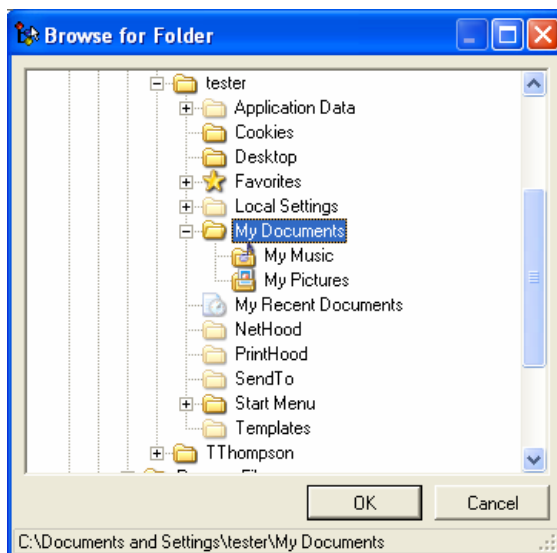 Browse for Folder
tester
Application Data
Cookies
Desktop
Favorites
Local Settings
My Documents
My Music
My Pictures
My Recent Documents
NetHood
PrintHood
SendTo
Start Menu
Templates
TThompson
OK Cancel
C:\Documents and Settings\tester\My Documents